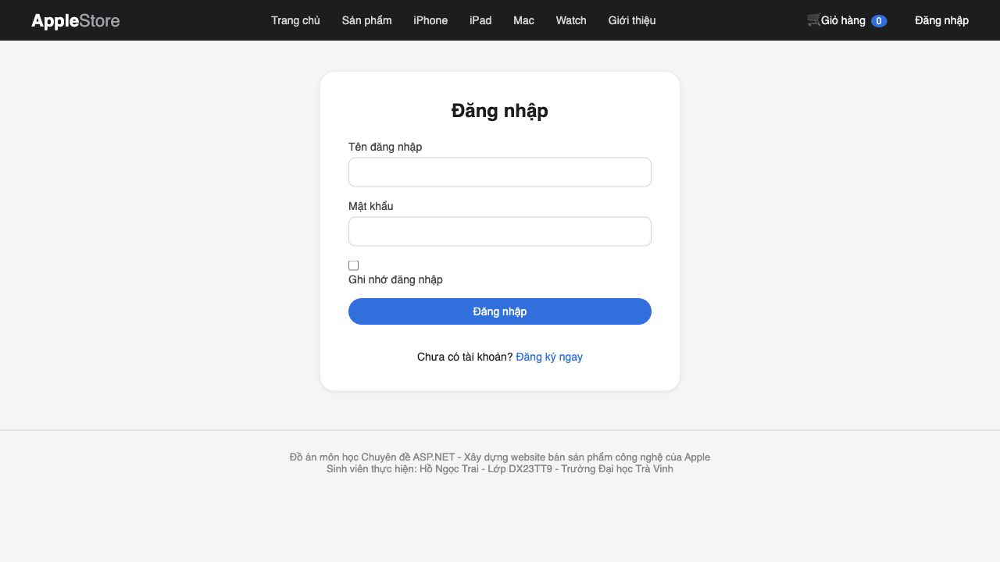 AppleStore
Trang chủ
Sản phẩm
iPhone
iPad
Mac
Watch
Giới thiệu
Giỏ hàng 0
Đăng nhập
Đăng nhập
Tên đăng nhập
Mật khẩu
Ghi nhớ đăng nhập
Đăng nhập
Chưa có tài khoản? Đăng ký ngay
Đồ án môn học Chuyên đề ASP.NET - Xây dựng website bán sản phẩm công nghệ của Apple
Sinh viên thực hiện: Hồ Ngọc Trai - Lớp DX23TT9 - Trường Đại học Trà Vinh